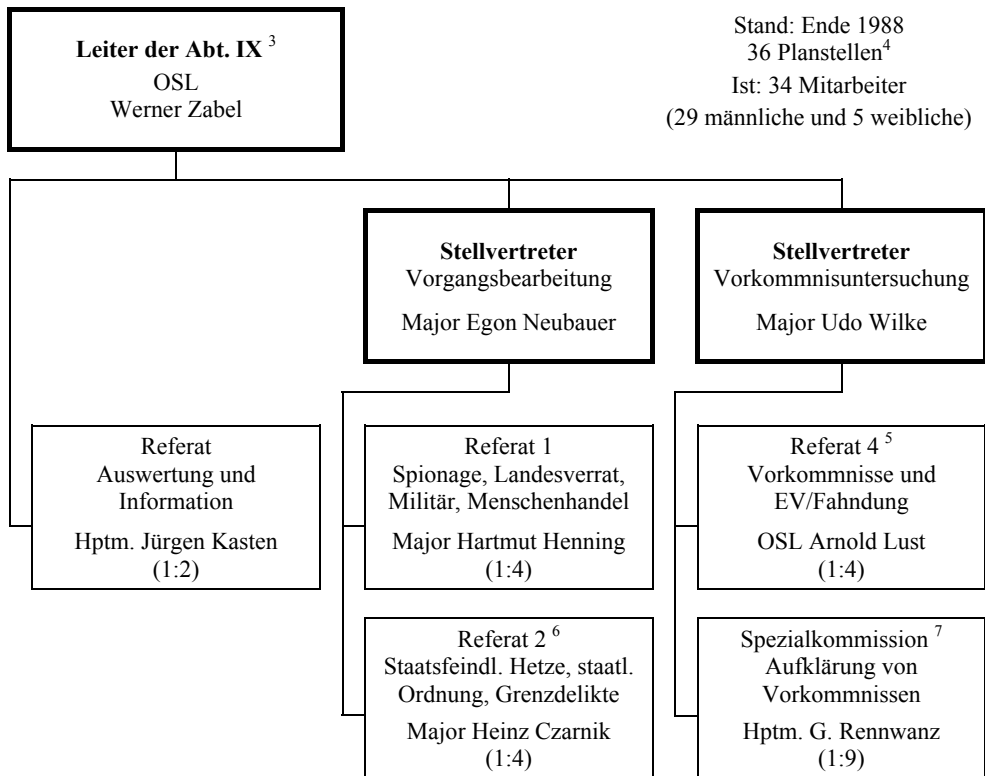 Leiter der Abt. IX 3
OSL
Werner Zabel
Stand: Ende 1988
36 Planstellen4
Ist: 34 Mitarbeiter
(29 männliche und 5 weibliche)
Stellvertreter
Vorgangsbearbeitung
Major Egon Neubauer
Stellvertreter
Vorkommnisuntersuchung
Major Udo Wilke
Referat
Auswertung und
Information
Hptm. Jürgen Kasten
(1:2)
Referat 1
Spionage, Landesverrat,
Militär, Menschenhandel
Major Hartmut Henning
(1:4)
Referat 4 5
Vorkommnisse und
EV/Fahndung
OSL Arnold Lust
(1:4)
Referat 2 6
Staatsfeindl. Hetze, staatl.
Ordnung, Grenzdelikte
Major Heinz Czarnik
(1:4)
Spezialkommission 7
Aufklärung von
Vorkommnissen
Hptm. G. Rennwanz
(1:9)